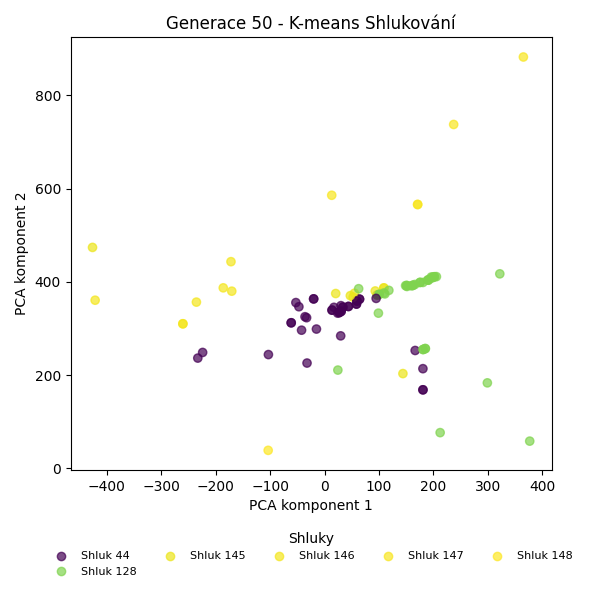 Generace 50 - K-means Shlukování
PCA komponent 2
800
600
400
200
0
−400 −300 −200 −100 0 100 200 300 400
PCA komponent 1
Shluky
Shluk 44 Shluk 145 Shluk 146 Shluk 147 Shluk 148
Shluk 128